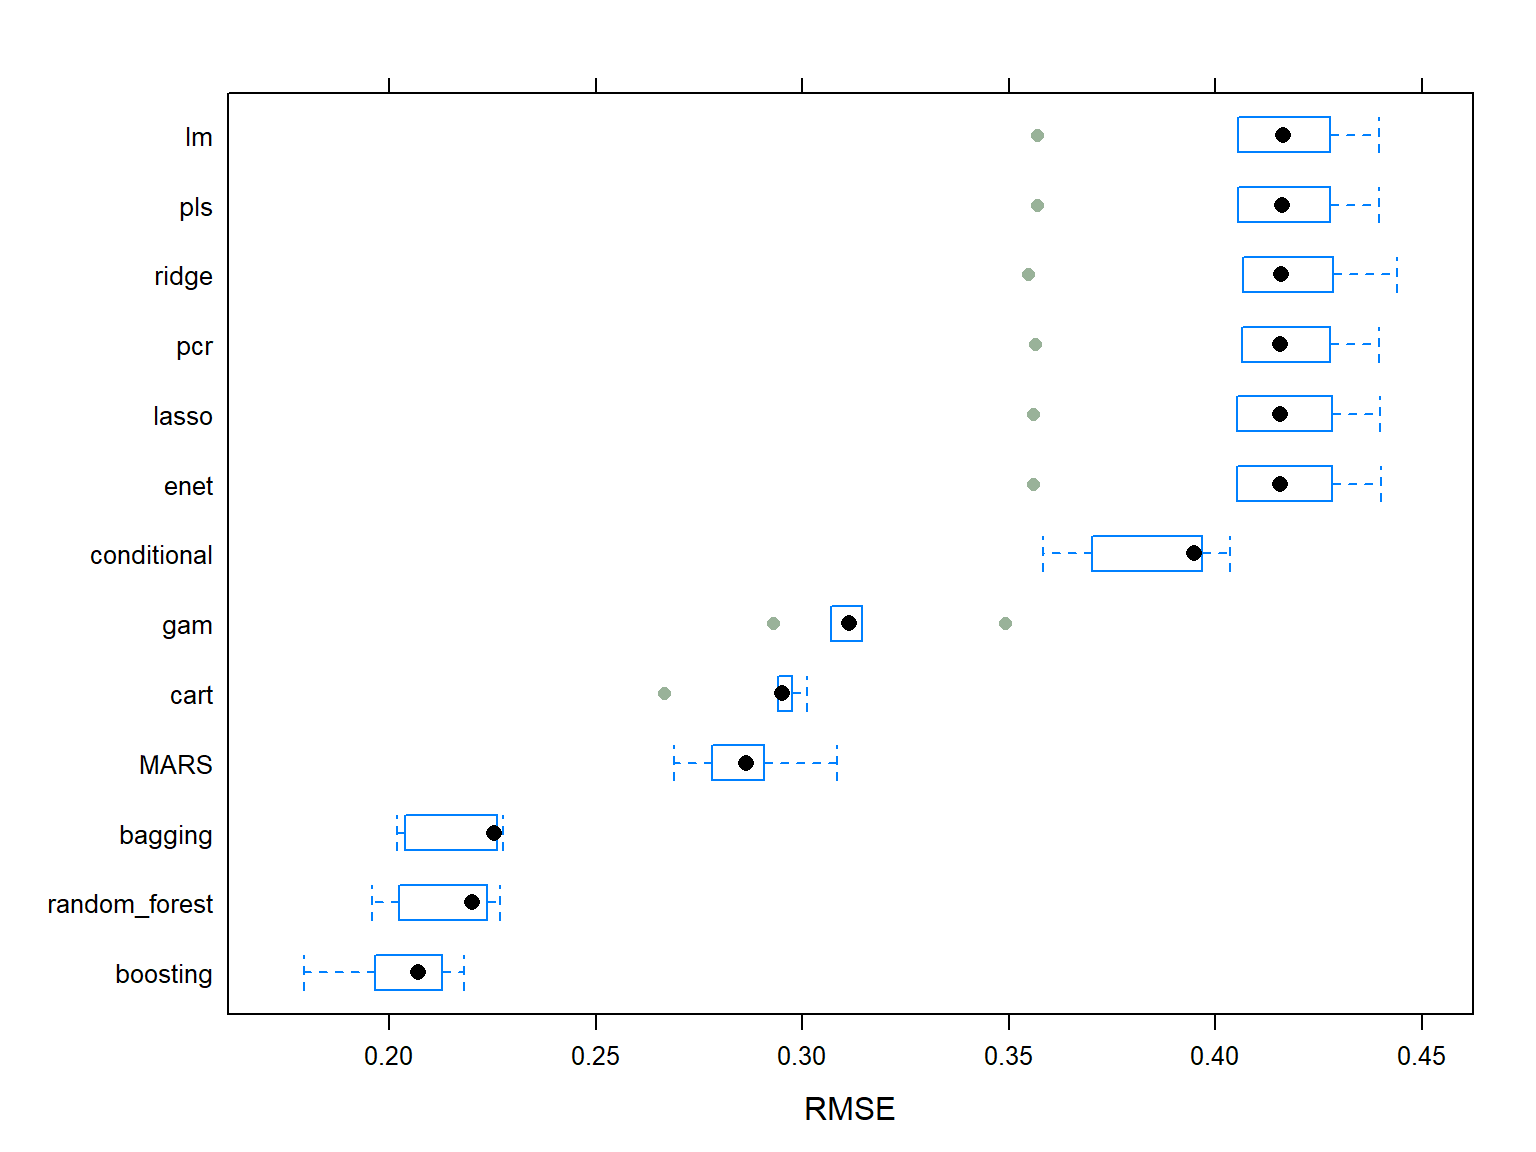 lm
pls
ridge
pcr
lasso
enet
conditional
gam
cart
MARS
bagging
random_forest
boosting
0.20 0.25 0.30 0.35 0.40 0.45
RMSE